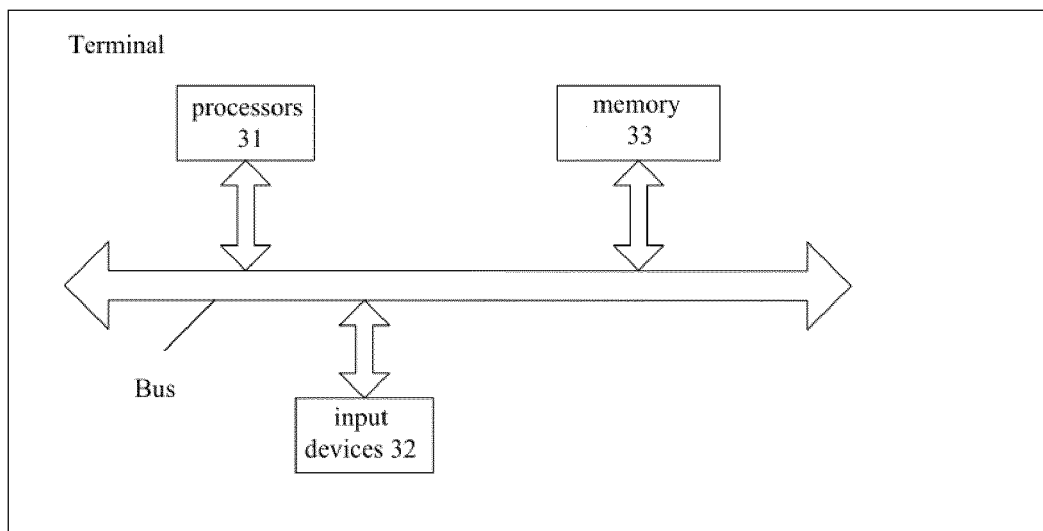 Terminal
processors
31
memory
33
Bus
input
devices 32